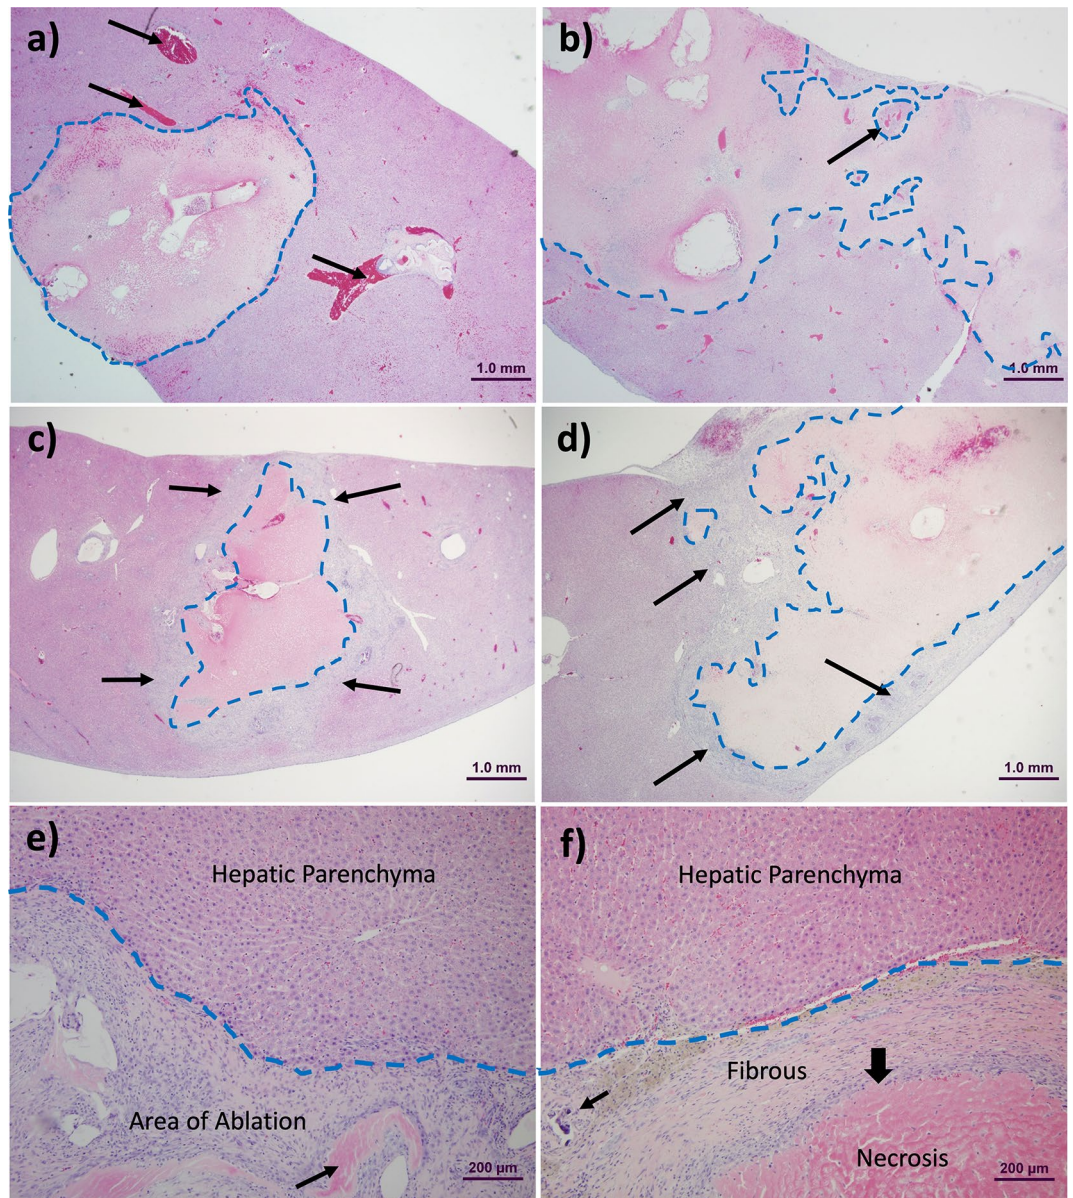 a)
b)
1.0 mm
1.0 mm
c)
d)
1.0 mm
1.0 mm
e)
Hepatic Parenchyma
Area of Ablation
200 µm
f)
Hepatic Parenchyma
Fibrous
Necrosis
200 µm